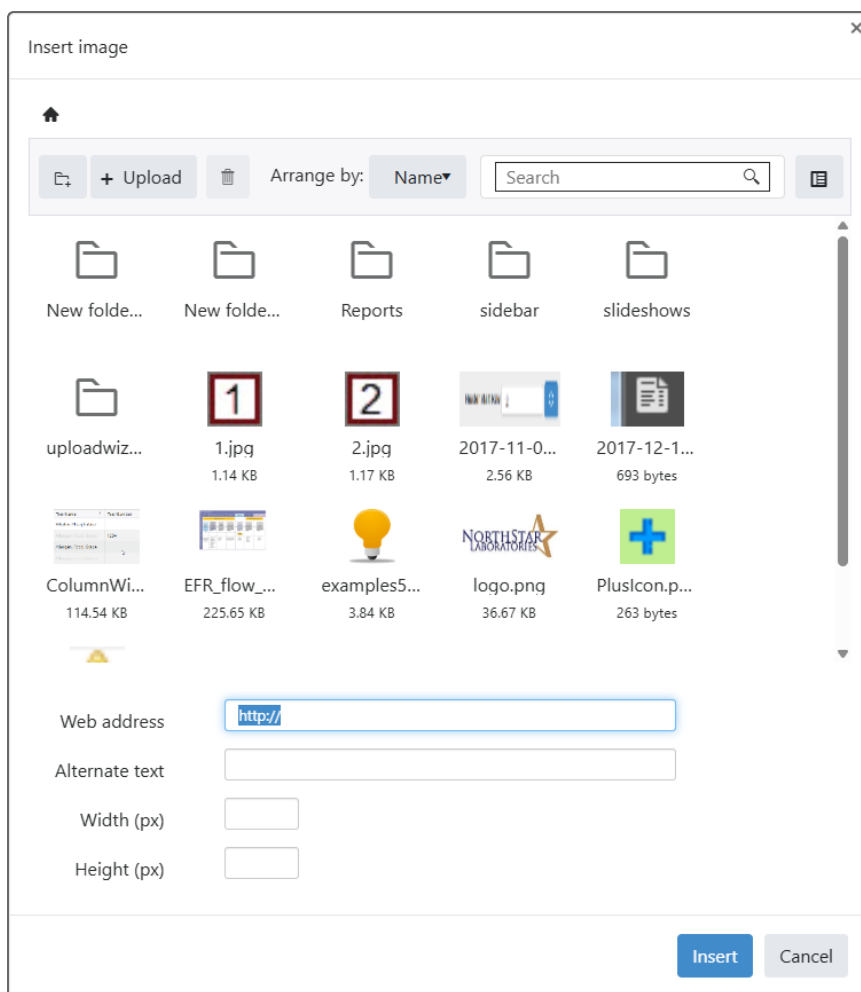 Insert image
×
+ Upload
Arrange by:
Name▾
Search
New folde...
New folde...
Reports
sidebar
slideshows
1
2
uploadwiz...
1.jpg
2.jpg
2017-11-0...
2017-12-1...
1.14 KB
1.17 KB
2.56 KB
693 bytes
NORTHSTAR
LABORATORIES
ColumnWi...
EFR_flow_...
examples5...
logo.png
PlusIcon.p...
114.54 KB
225.65 KB
3.84 KB
36.67 KB
263 bytes
Web address
http://
Alternate text
Width (px)
Height (px)
Insert
Cancel